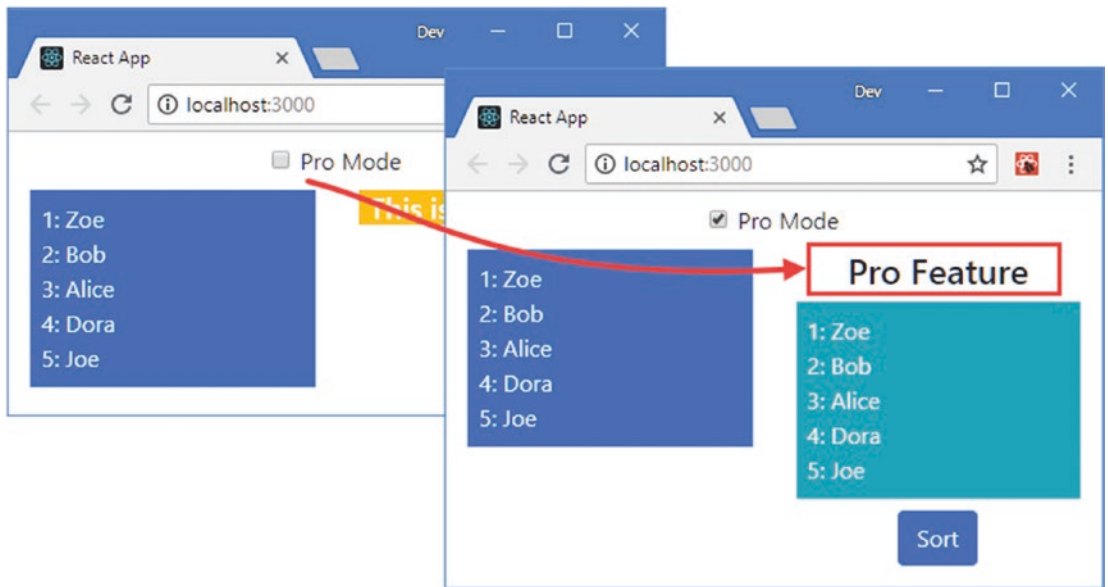 Dev
React App
localhost:3000
Pro Mode
1: Zoe
2: Bob
3: Alice
4: Dora
5: Joe
This is
Dev
React App
localhost:3000
Pro Mode
1: Zoe
2: Bob
3: Alice
4: Dora
5: Joe
Pro Feature
1: Zoe
2: Bob
3: Alice
4: Dora
5: Joe
Sort